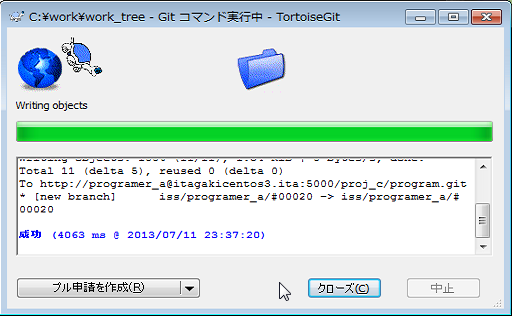 C:¥work¥work_tree - Git コマンド実行中 - TortoiseGit
Writing objects
Total 11 (delta 5), reused 0 (delta 0)
To http://programer_a@itagakicentos3.ita:5000/proj_c/program.git
* [new branch] iss/programer_a/#00020 -> iss/programer_a/#
00020
成功 (4063 ms @ 2013/07/11 23:37:20)
プル申請を作成(R)
クローズ(C)
中止